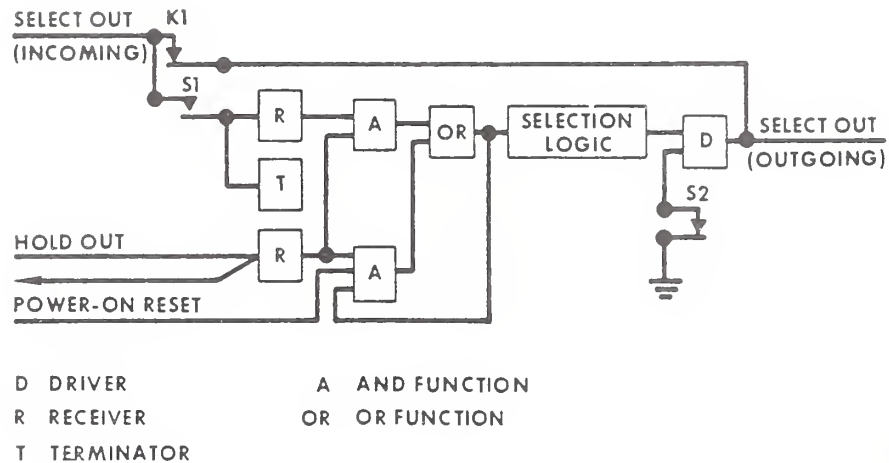 SELECT OUT
K1
(INCOMING)
S1
R
A
OR
SELECTION
LOGIC
D
SELECT OUT
(OUTGOING)
T
S2
HOLD OUT
R
A
POWER-ON RESET
D DRIVER
A AND FUNCTION
R RECEIVER
OR OR FUNCTION
T TERMINATOR